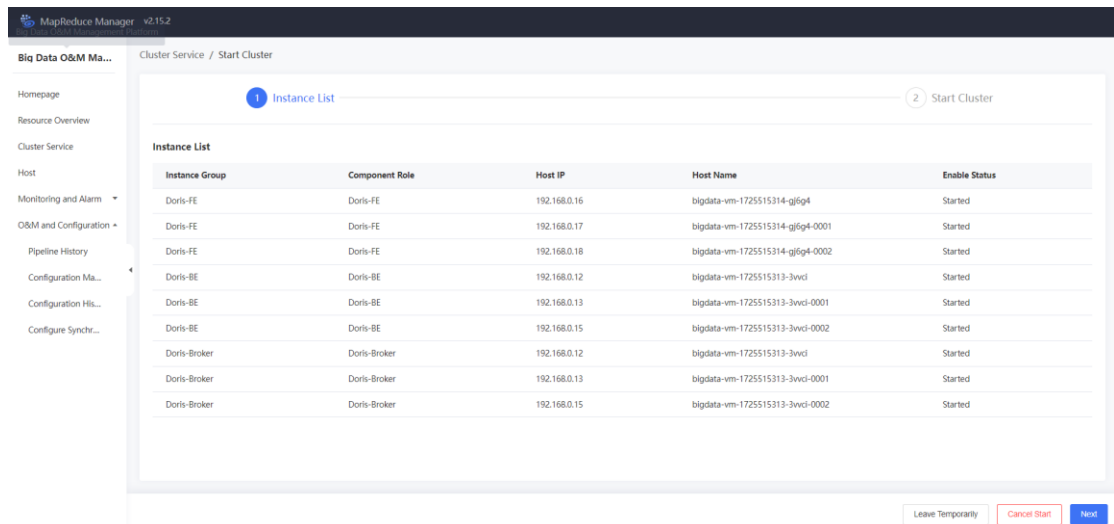 MapReduce Manager v2.15.2
Big Data O&M Management Platform
Big Data O&M Ma...
Cluster Service / Start Cluster
Homepage
Resource Overview
Cluster Service
Host
Monitoring and Alarm
O&M and Configuration
Pipeline History
Configuration Ma...
Configuration His...
Configure Synchr...
1 Instance List
2 Start Cluster
Instance List
Instance Group Component Role Host IP Host Name Enable Status
Doris-FE Doris-FE 192.168.0.16 bigdata-vm-1725515314-gj6g4 Started
Doris-FE Doris-FE 192.168.0.17 bigdata-vm-1725515314-gj6g4-0001 Started
Doris-FE Doris-FE 192.168.0.18 bigdata-vm-1725515314-gj6g4-0002 Started
Doris-BE Doris-BE 192.168.0.12 bigdata-vm-1725515313-3vvci Started
Doris-BE Doris-BE 192.168.0.13 bigdata-vm-1725515313-3vvci-0001 Started
Doris-BE Doris-BE 192.168.0.15 bigdata-vm-1725515313-3vvci-0002 Started
Doris-Broker Doris-Broker 192.168.0.12 bigdata-vm-1725515313-3vvci Started
Doris-Broker Doris-Broker 192.168.0.13 bigdata-vm-1725515313-3vvci-0001 Started
Doris-Broker Doris-Broker 192.168.0.15 bigdata-vm-1725515313-3vvci-0002 Started
Leave Temporarily Cancel Start Next